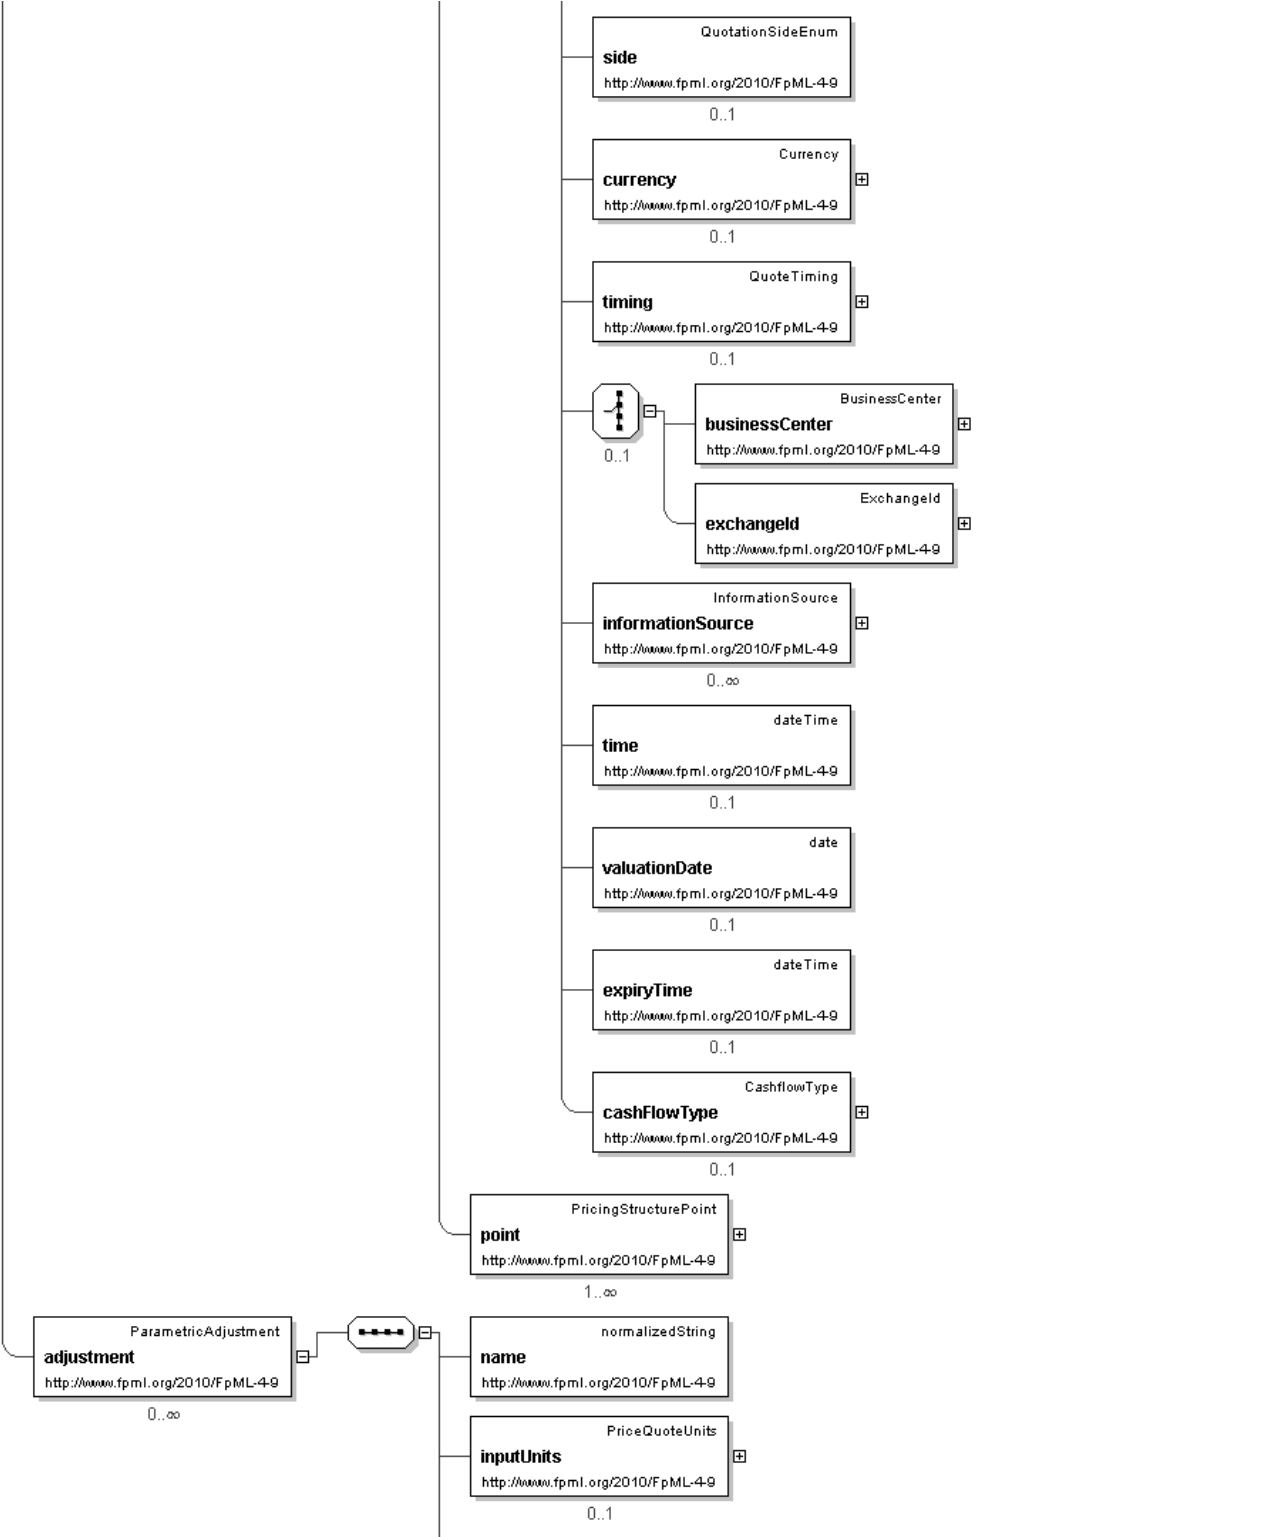 QuotationSideEnum
side
http://www.fpml.org/2010/FpML-4-9
0..1
Currency
currency
http://www.fpml.org/2010/FpML-4-9
0..1
QuoteTiming
timing
http://www.fpml.org/2010/FpML-4-9
0..1
BusinessCenter
businessCenter
http://www.fpml.org/2010/FpML-4-9
0..1
ExchangeId
exchangeId
http://www.fpml.org/2010/FpML-4-9
InformationSource
informationSource
http://www.fpml.org/2010/FpML-4-9
0..∞
dateTime
time
http://www.fpml.org/2010/FpML-4-9
0..1
date
valuationDate
http://www.fpml.org/2010/FpML-4-9
0..1
dateTime
expiryTime
http://www.fpml.org/2010/FpML-4-9
0..1
CashflowType
cashFlowType
http://www.fpml.org/2010/FpML-4-9
0..1
PricingStructurePoint
point
http://www.fpml.org/2010/FpML-4-9
1..∞
ParametricAdjustment
adjustment
http://www.fpml.org/2010/FpML-4-9
0..∞
normalizedString
name
http://www.fpml.org/2010/FpML-4-9
PriceQuoteUnits
inputUnits
http://www.fpml.org/2010/FpML-4-9
0..1